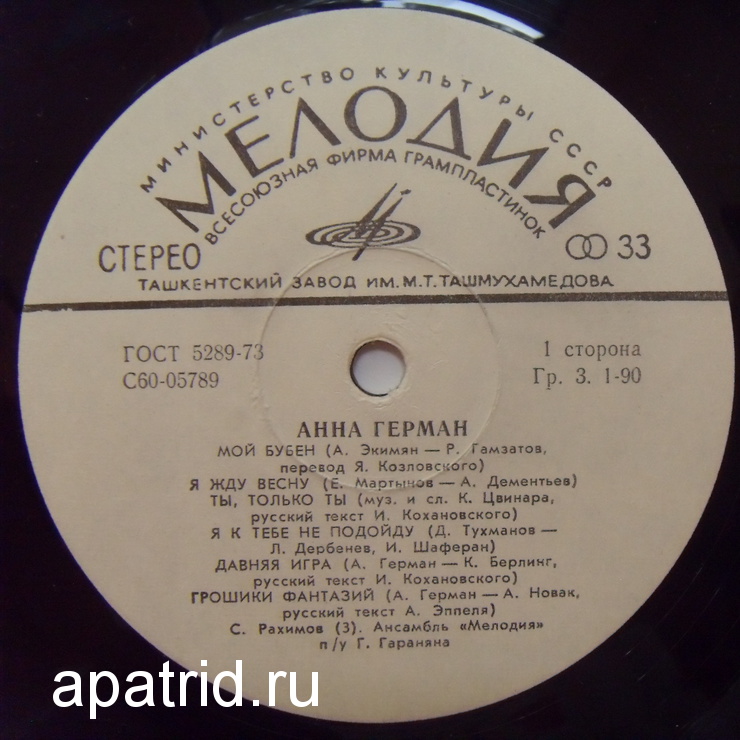 МИНИСТЕРСТВО КУЛЬТУРЫ СССР
МЕЛОДИЯ
ВСЕСОЮЗНАЯ ФИРМА ГРАМПЛАСТИНОК
СТЕРЕО
33
ТАШКЕНТСКИЙ ЗАВОД ИМ. М.Т. ТАШМУХАМЕДОВА
ГОСТ 5289-73
С60-05789
I сторона
Гр. 3. 1-90
АННА ГЕРМАН
МОЙ БУБЕН (А. Экимян — Р. Гамзатов,
перевод Я. Козловского)
Я ЖДУ ВЕСНУ (Е. Мартынов — А. Дементьев)
ТЫ, ТОЛЬКО ТЫ (муз. и сл. К. Цвинара,
русский текст И. Кохановского)
Я К ТЕБЕ НЕ ПОДОЙДУ (Д. Тухманов —
Л. Дербенев, И. Шаферан)
ДАВНЯЯ ИГРА (А. Герман — К. Берлинг,
русский текст И. Кохановского)
ГРОШИКИ ФАНТАЗИЙ (А. Герман — А. Новак,
русский текст А. Эппеля)
С. Рахимов (3). Ансамбль «Мелодия»
п/у Г. Гараняна
apatrid.ru